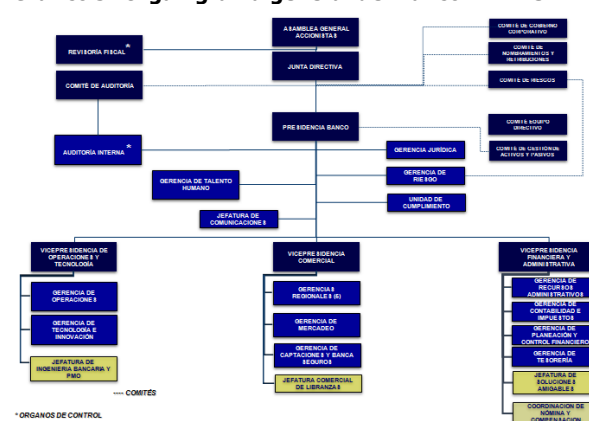 ASAMBLEA GENERAL
ACCIONISTAS
REVISORÍA FISCAL *
JUNTA DIRECTIVA
COMITÉ DE AUDITORÍA
COMITÉ DE GOBIERNO
CORPORATIVO
COMITÉ DE
NOMBRAMIENTOS Y
RETRIBUCIONES
COMITÉ DE RIESGOS
PRESIDENCIA BANCO
COMITÉ EQUIPO
DIRECTIVO
COMITÉ DE GESTIÓN DE
ACTIVOS Y PASIVOS
AUDITORÍA INTERNA *
GERENCIA JURÍDICA
GERENCIA DE TALENTO
HUMANO
GERENCIA DE
RIESGO
UNIDAD DE
CUMPLIMIENTO
JEFATURA DE
COMUNICACIONES
VICEPRESIDENCIA DE
OPERACIONES Y
TECNOLOGÍA
GERENCIA DE
OPERACIONES
GERENCIA DE
TECNOLOGÍA E
INNOVACIÓN
JEFATURA DE
INGENIERIA BANCARIA Y
PMO
VICEPRESIDENCIA
COMERCIAL
GERENCIAS
REGIONALES (6)
GERENCIA DE
MERCADEO
GERENCIA DE
CAPTACIONES Y BANCA
SEGUROS
JEFATURA COMERCIAL
DE LIBRANZAS
VICEPRESIDENCIA
FINANCIERA Y
ADMINISTRATIVA
GERENCIA DE
RECURSOS
ADMINISTRATIVOS
GERENCIA DE
CONTABILIDAD E
IMPUESTOS
GERENCIA DE
PLANEACIÓN Y
CONTROL FINANCIERO
GERENCIA DE
TESORERÍA
JEFATURA DE
SOLUCIONES
AMIGABLES
COORDINACION DE
NÓMINA Y
COMPENSACION
---- COMITÉS
* ORGANOS DE CONTROL